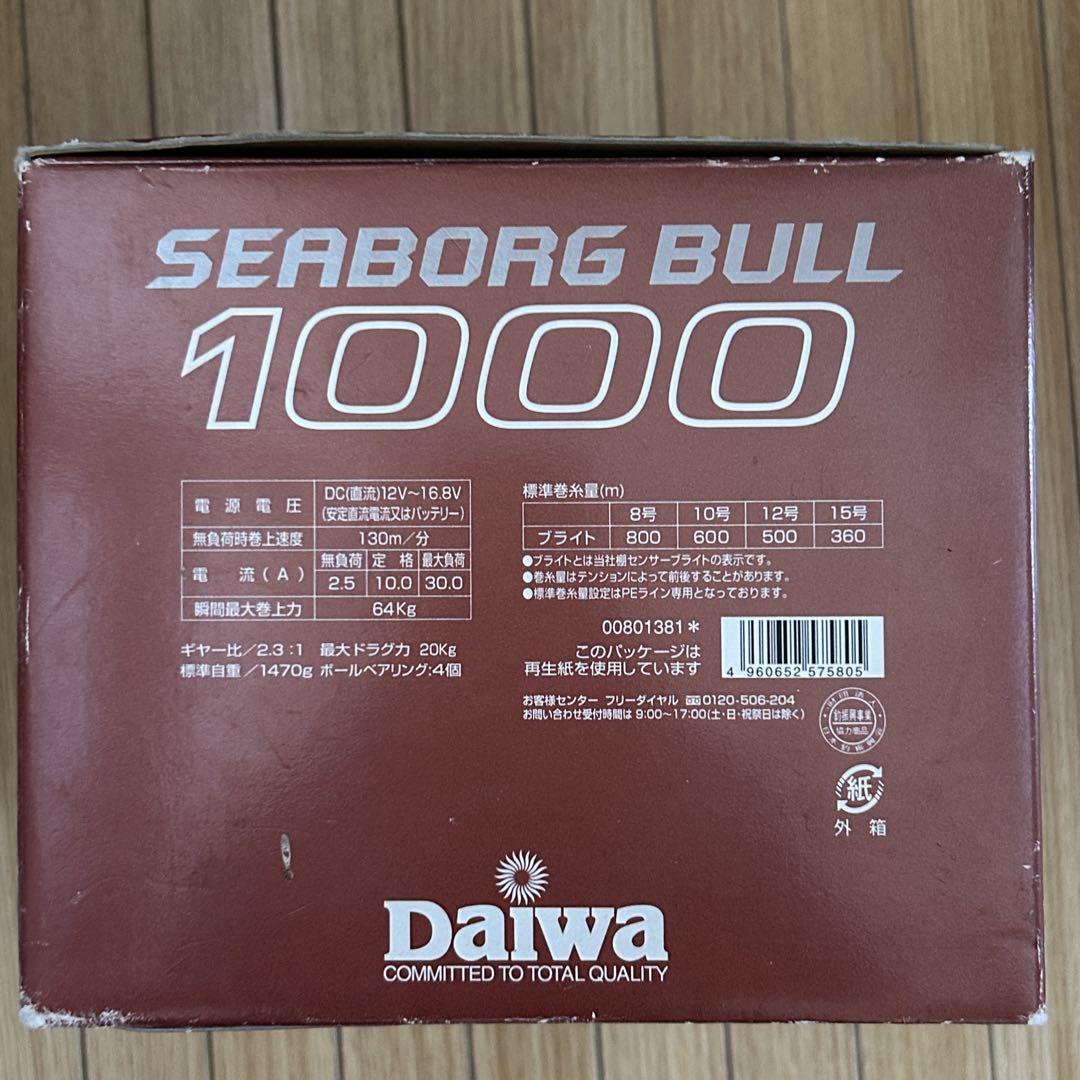 SEABORG BULL
1000
電源電圧 DC(直流)12V～16.8V
(安定直流電流又はバッテリー)
無負荷時巻上速度 130m/分
電流(A) 無負荷 定格 最大負荷
2.5 10.0 30.0
瞬間最大巻上力 64Kg
ギヤー比/2.3:1 最大ドラグ力 20Kg
標準自重/1470g ボールベアリング:4個
標準巻糸量(m)
8号 10号 12号 15号
ブライト 800 600 500 360
●ブライトとは当社棚センサーブライトの表示です。
●巻糸量はテンションによって前後することがあります。
●標準巻糸量設定はPEライン専用となっております。
00801381*
このパッケージは
再生紙を使用しています
4 960652 575805
お客様センター フリーダイヤル 0120-506-204
お問い合わせ受付時間は 9:00～17:00(土・日・祝祭日は除く)
財団法人
釣振興事業
協力商品
紙
外箱
Daiwa
COMMITTED TO TOTAL QUALITY